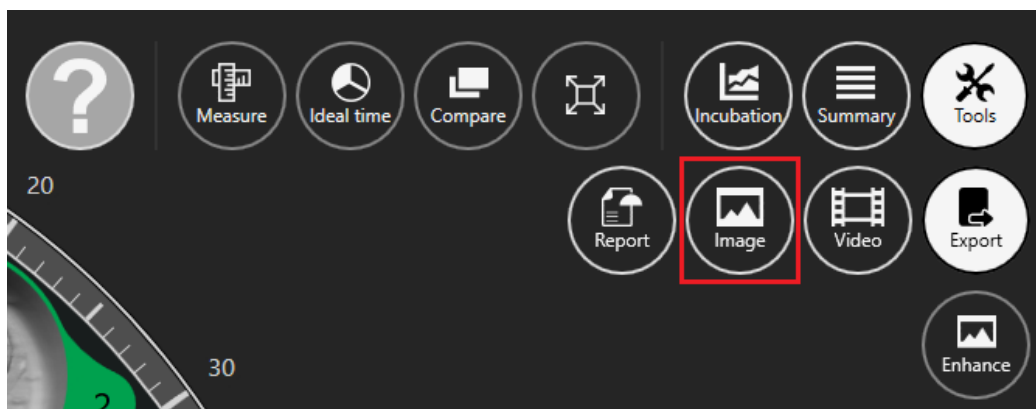 ?
Measure
Ideal time
Compare
Incubation
Summary
Tools
20
Report
Image
Video
Export
30
Enhance
2